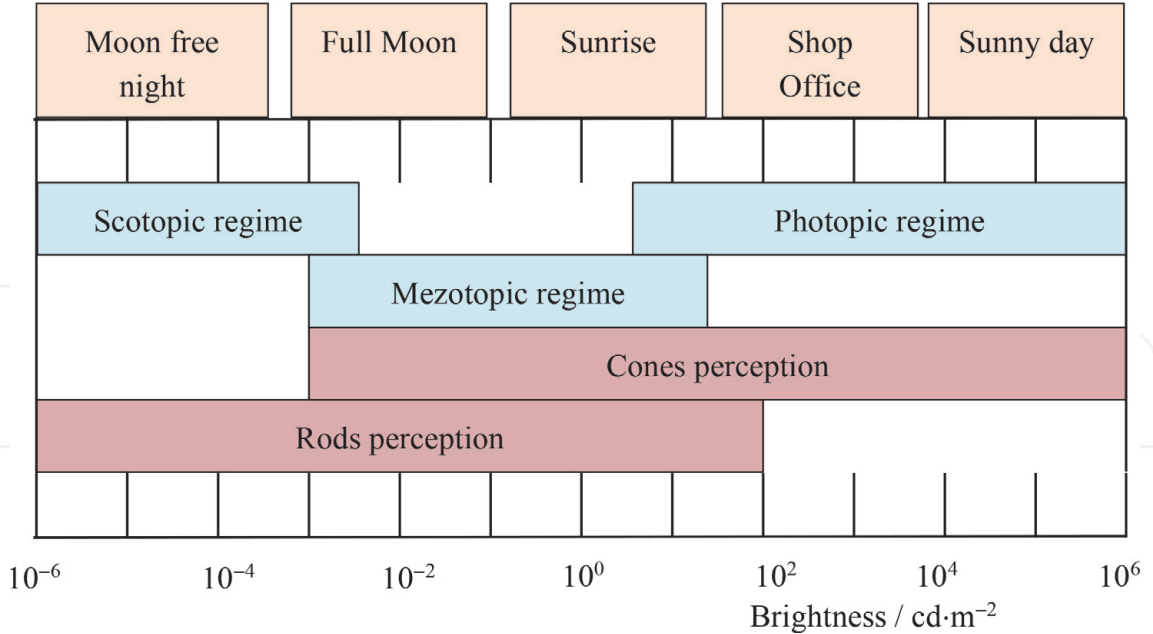 Moon free
night
Full Moon
Sunrise
Shop
Office
Sunny day
Scotopic regime
Photopic regime
Mezotopic regime
Cones perception
Rods perception
10⁻⁶
10⁻⁴
10⁻²
10⁰
10²
10⁴
10⁶
Brightness / cd·m⁻²